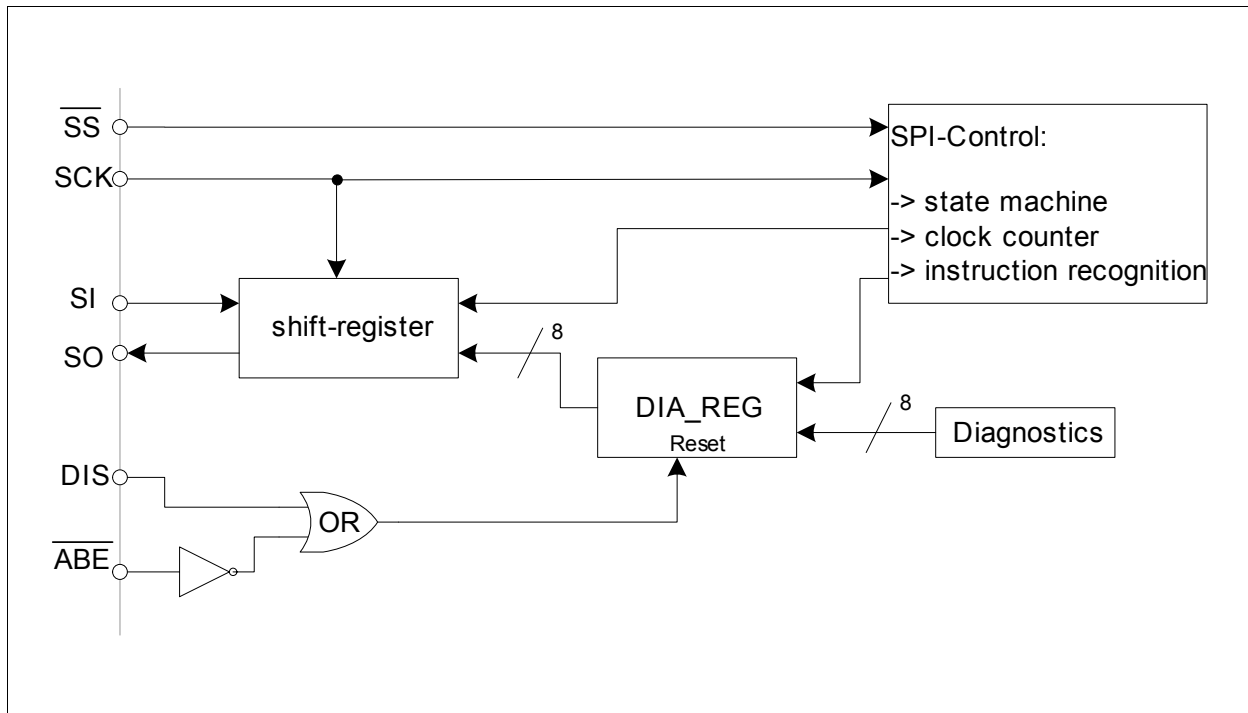 SS
SCK
SI
SO
DIS
ABE
SPI-Control:
-> state machine
-> clock counter
-> instruction recognition
shift-register
8
DIA_REG
Reset
8
Diagnostics
OR